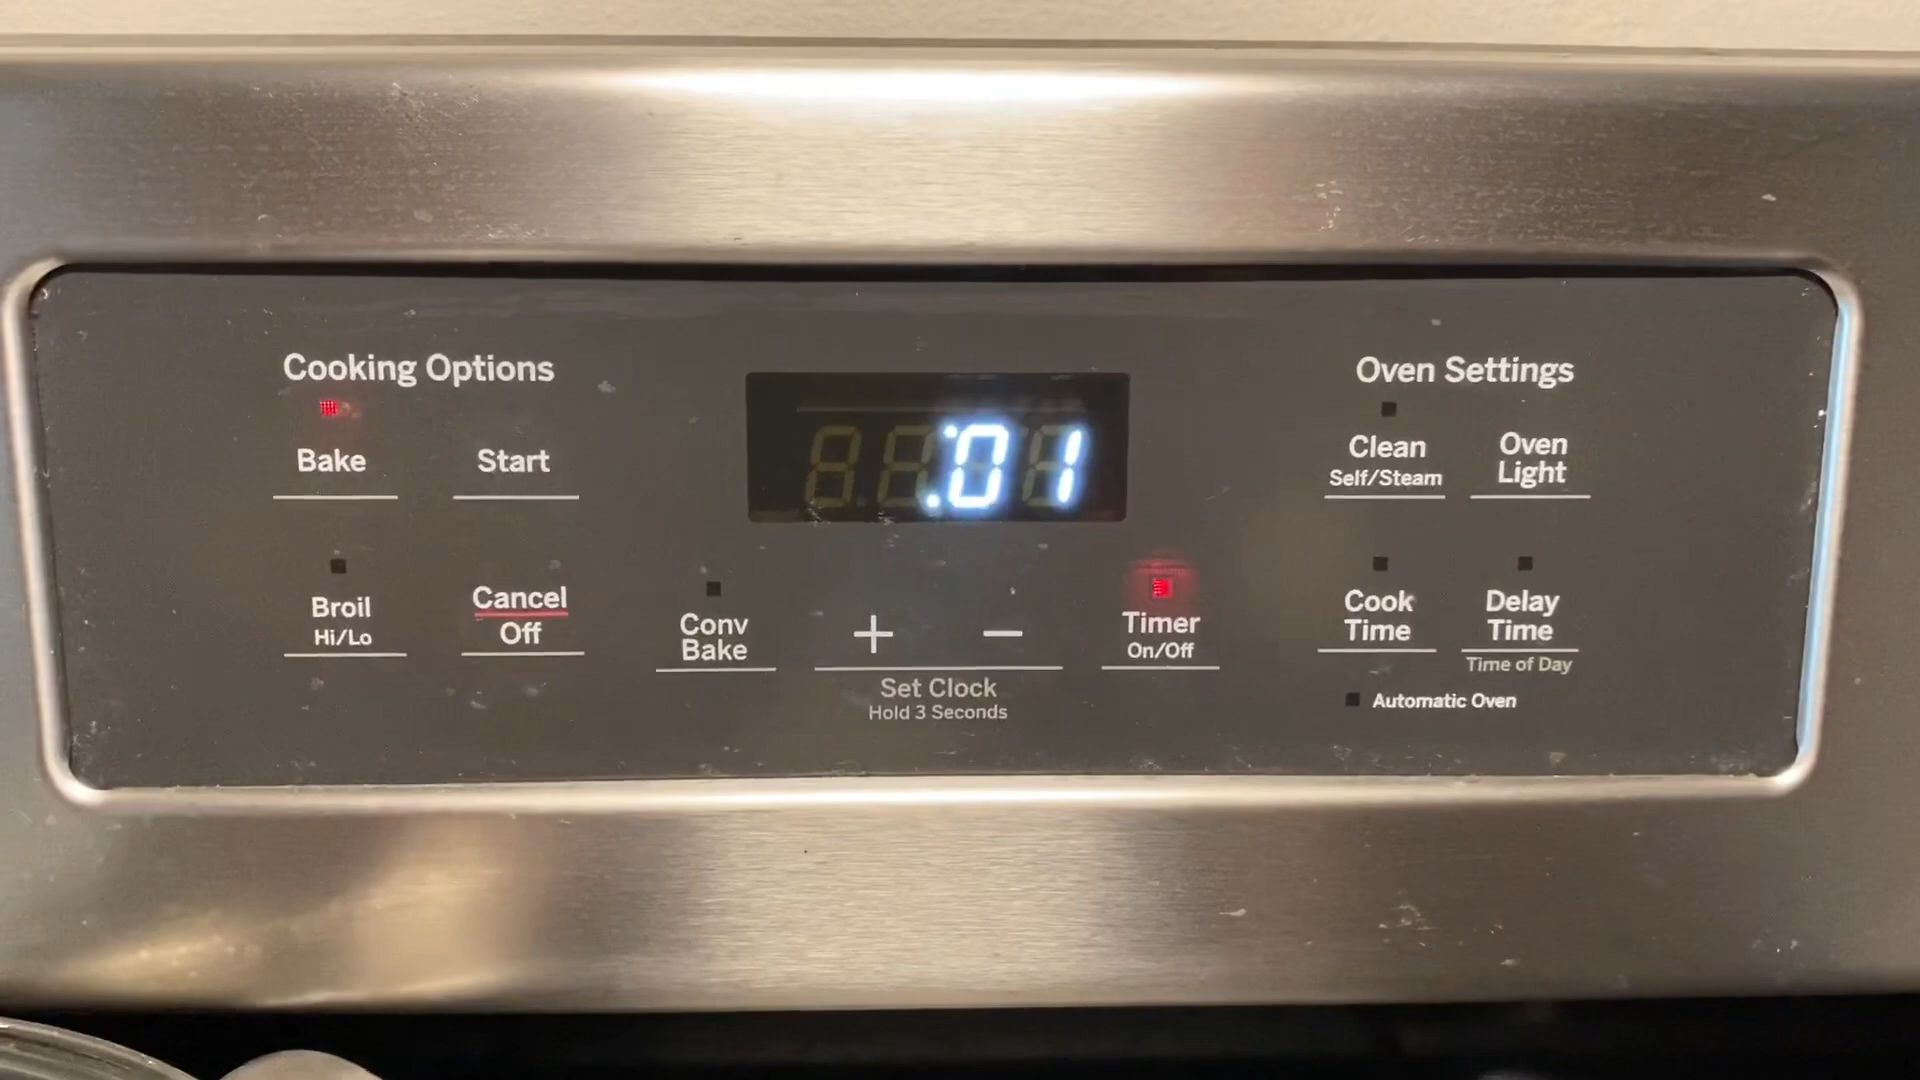 Cooking Options
Bake
Start
Broil
Hi/Lo
Cancel
Off
Conv
Bake
:01
+
−
Set Clock
Hold 3 Seconds
Timer
On/Off
Oven Settings
Clean
Self/Steam
Oven
Light
Cook
Time
Delay
Time
Time of Day
Automatic Oven